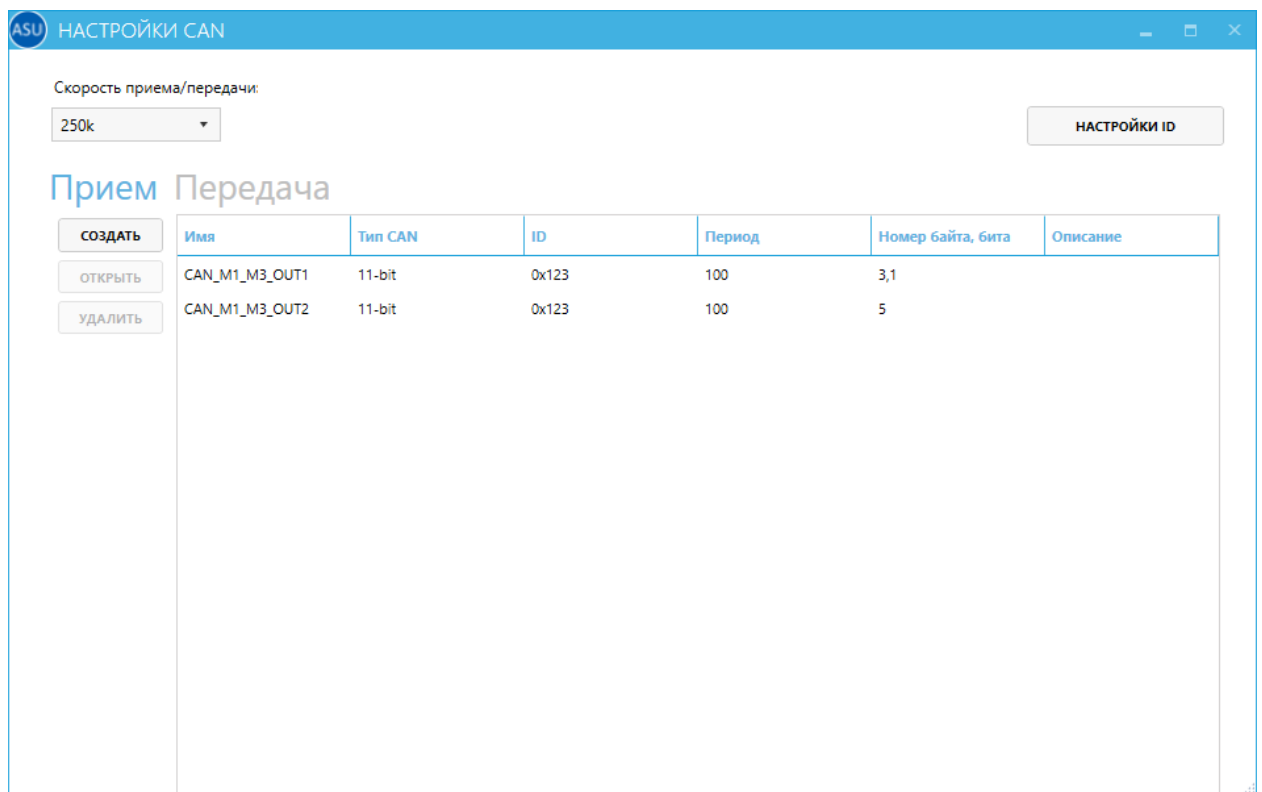 ASU НАСТРОЙКИ CAN
Скорость приема/передачи:
250k
НАСТРОЙКИ ID
Прием Передача
СОЗДАТЬ
ОТКРЫТЬ
УДАЛИТЬ
Имя Тип CAN ID Период Номер байта, бита Описание
CAN_M1_M3_OUT1 11-bit 0x123 100 3,1
CAN_M1_M3_OUT2 11-bit 0x123 100 5